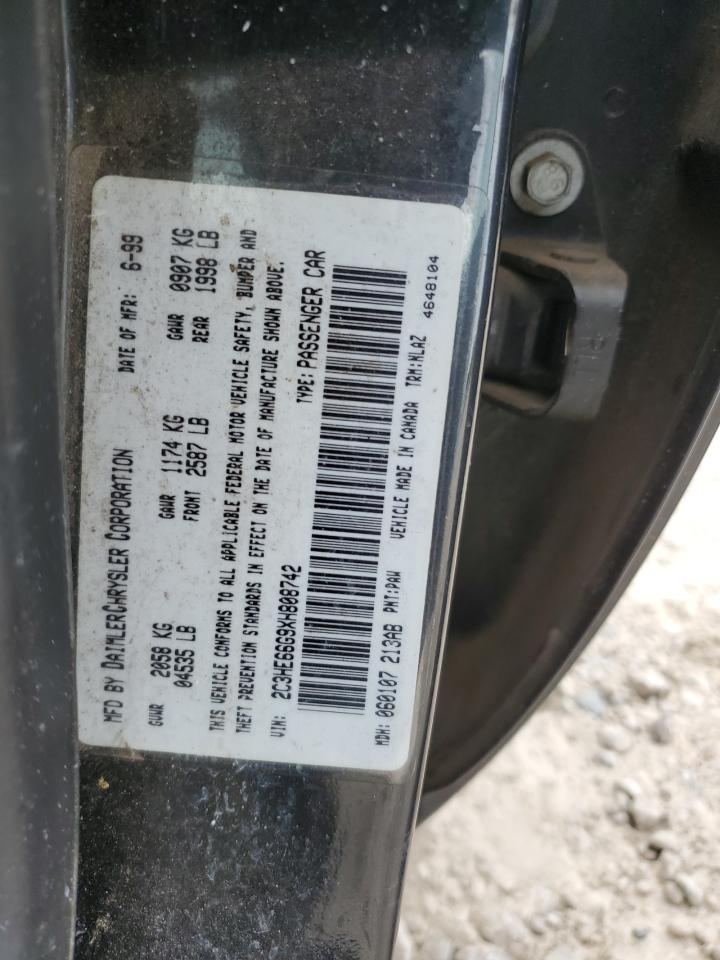 MFD BY DAIMLERCHRYSLER CORPORATION DATE OF MFR: 6-99
GVWR 2058 KG GAWR 1174 KG GAWR 0907 KG
04535 LB FRONT 2587 LB REAR 1998 LB
THIS VEHICLE CONFORMS TO ALL APPLICABLE FEDERAL MOTOR VEHICLE SAFETY, BUMPER AND
THEFT PREVENTION STANDARDS IN EFFECT ON THE DATE OF MANUFACTURE SHOWN ABOVE.
VIN: 2C3HE66G9XH808742 TYPE: PASSENGER CAR
MDH: 060107 213AB PNT:PAW VEHICLE MADE IN CANADA TRM:MLAZ
4648104